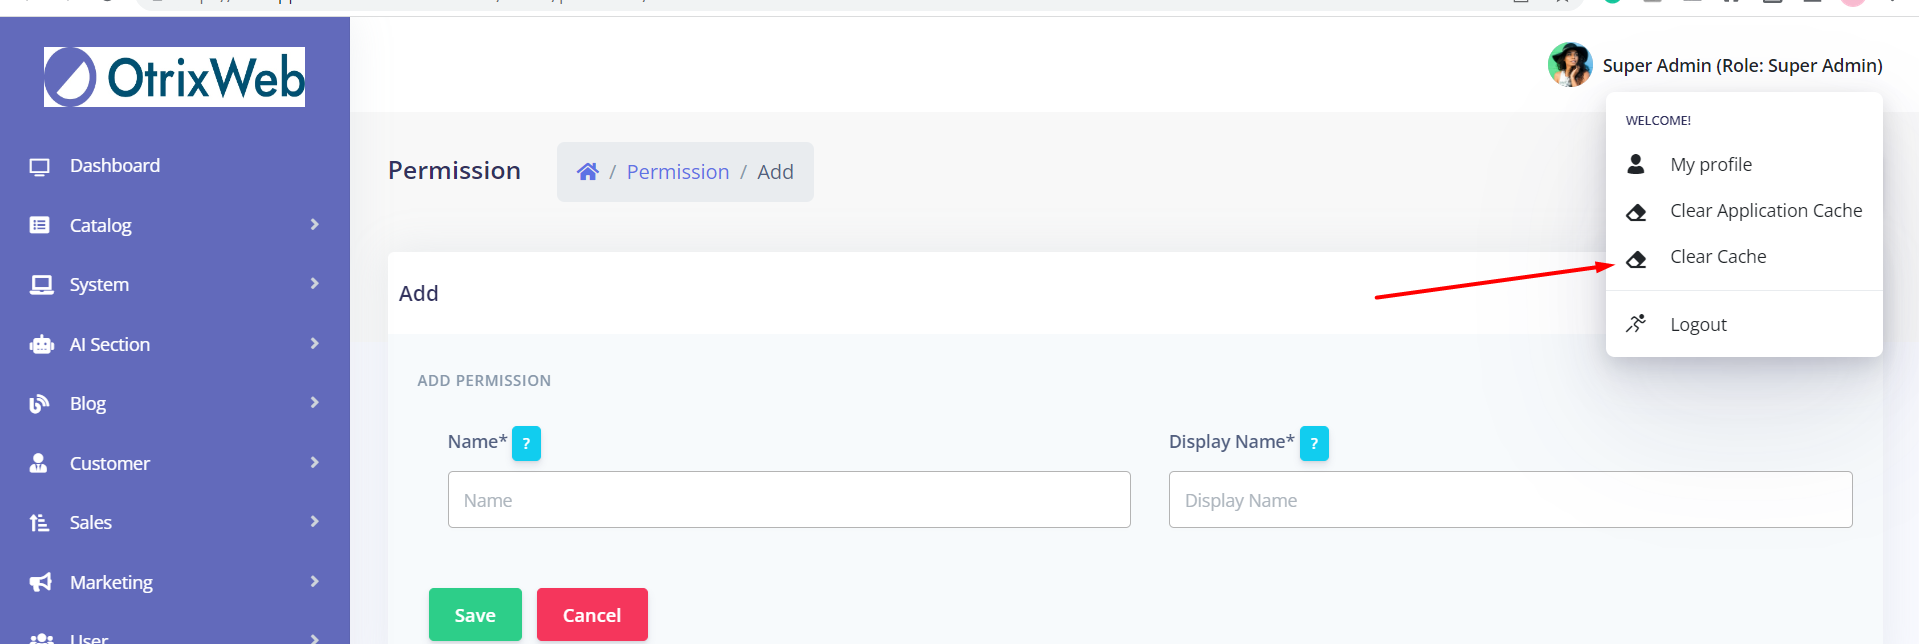 OtrixWeb
Super Admin (Role: Super Admin)
WELCOME!
My profile
Clear Application Cache
Clear Cache
Logout
Dashboard
Catalog
System
AI Section
Blog
Customer
Sales
Marketing
User
Permission
/ Permission / Add
Add
ADD PERMISSION
Name* ?
Name
Display Name* ?
Display Name
Save
Cancel